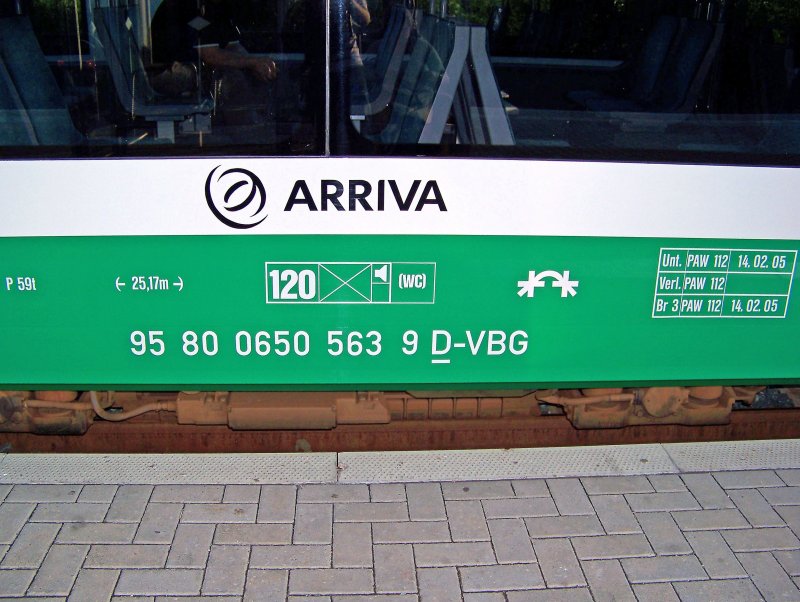 ARRIVA
P 59t
25,17m
120 (WC)
Unt. PAW 112 14. 02. 05
Verl. PAW 112
Br 3 PAW 112 14. 02. 05
95 80 0650 563 9 D-VBG